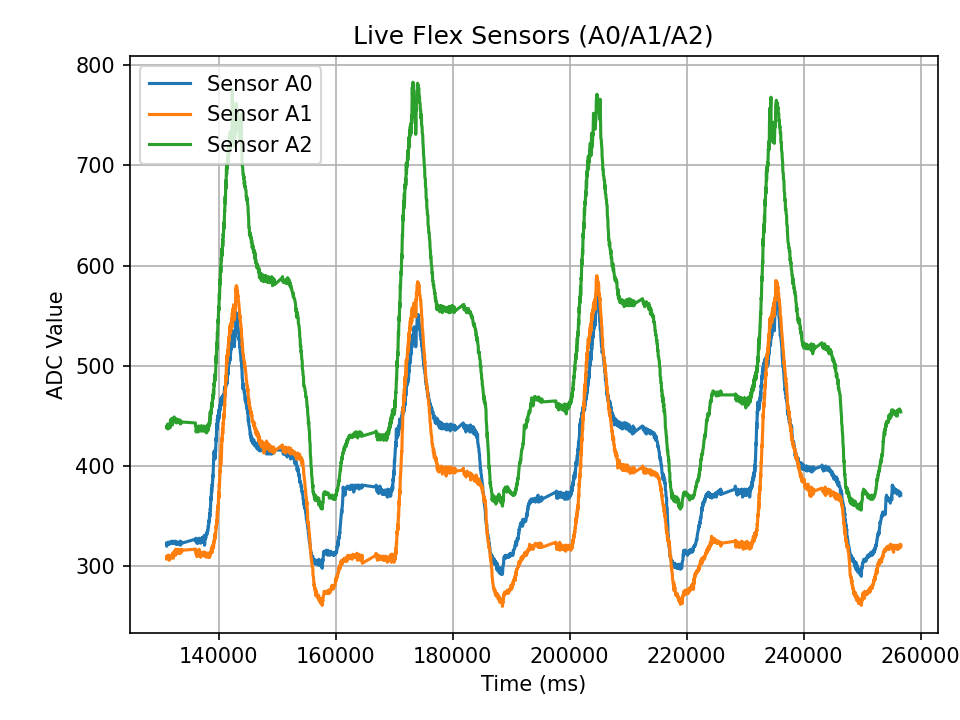 Live Flex Sensors (A0/A1/A2)
Sensor A0
Sensor A1
Sensor A2
800
700
600
500
400
300
ADC Value
140000 160000 180000 200000 220000 240000 260000
Time (ms)